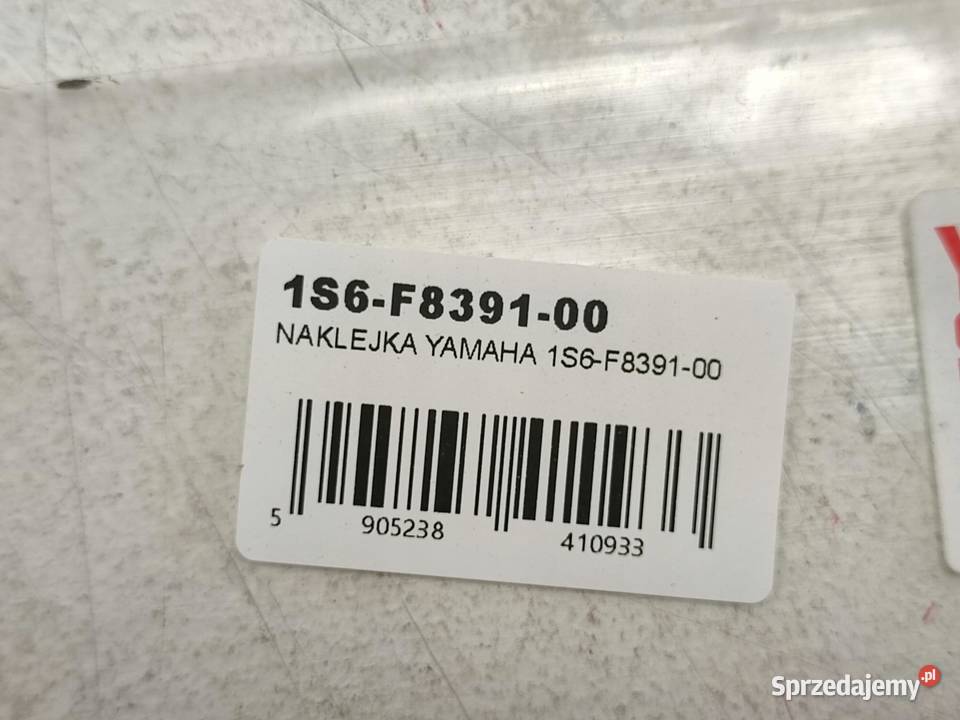 1S6-F8391-00
NAKLEJKA YAMAHA 1S6-F8391-00
5 905238 410933
Sprzedajemy.pl